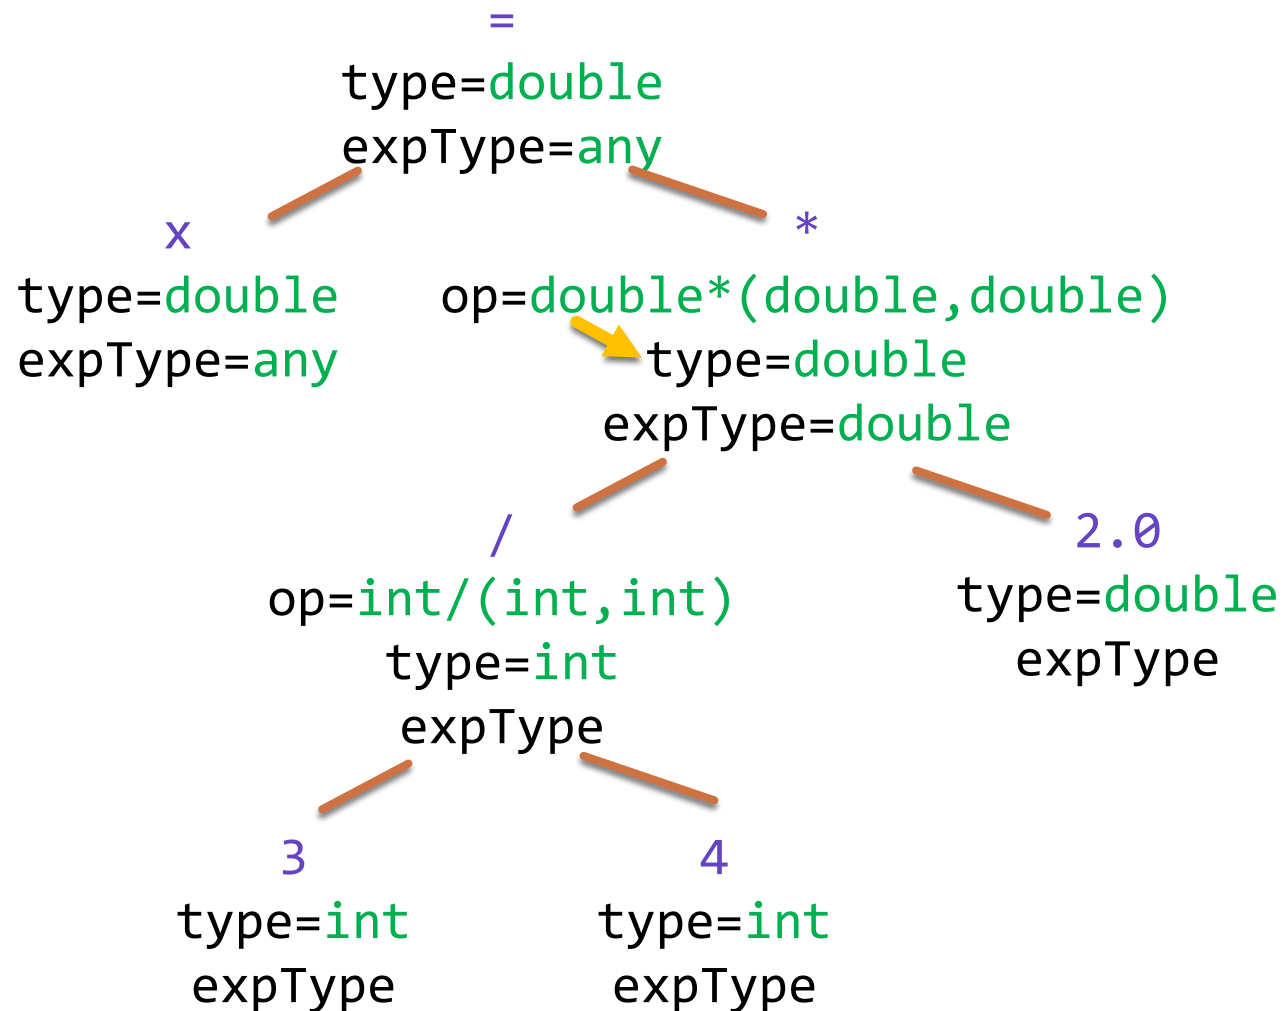 =
type=double
expType=any
x
type=double
expType=any
*
op=double*(double,double)
type=double
expType=double
/
op=int/(int,int)
type=int
expType
2.0
type=double
expType
3
type=int
expType
4
type=int
expType